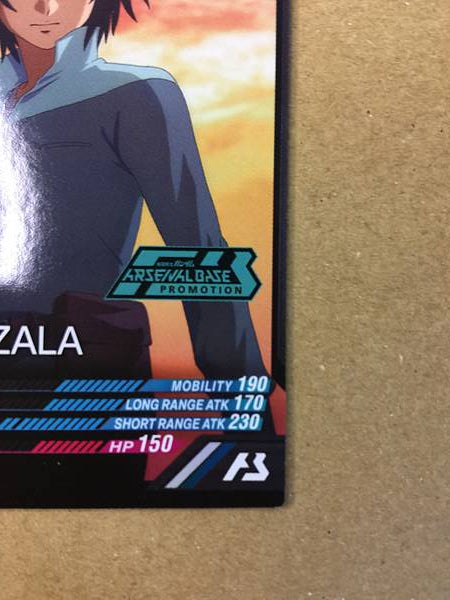 ARSENAL BASE
PROMOTION
ZALA
MOBILITY 190
LONG RANGE ATK 170
SHORT RANGE ATK 230
HP 150